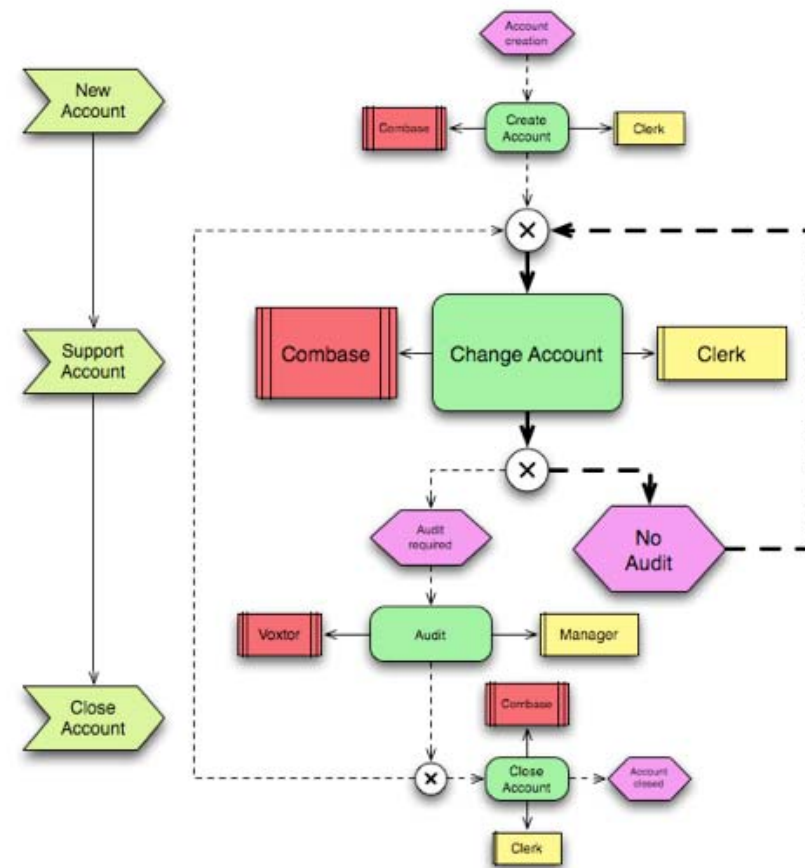 Account
creation
New
Account
Combase
Create
Account
Clerk
Combase
Change Account
Clerk
Support
Account
Audit
required
No
Audit
Voxtor
Audit
Manager
Close
Account
Combase
Close
Account
Account
closed
Clerk